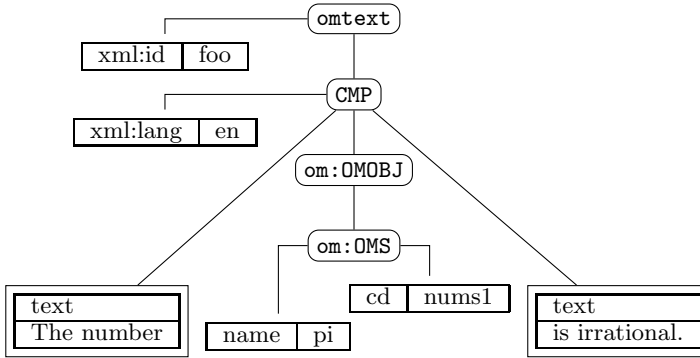 omtext
xml:id foo
CMP
xml:lang en
om:OMOBJ
om:OMS
cd nums1
text
The number
name pi
text
is irrational.